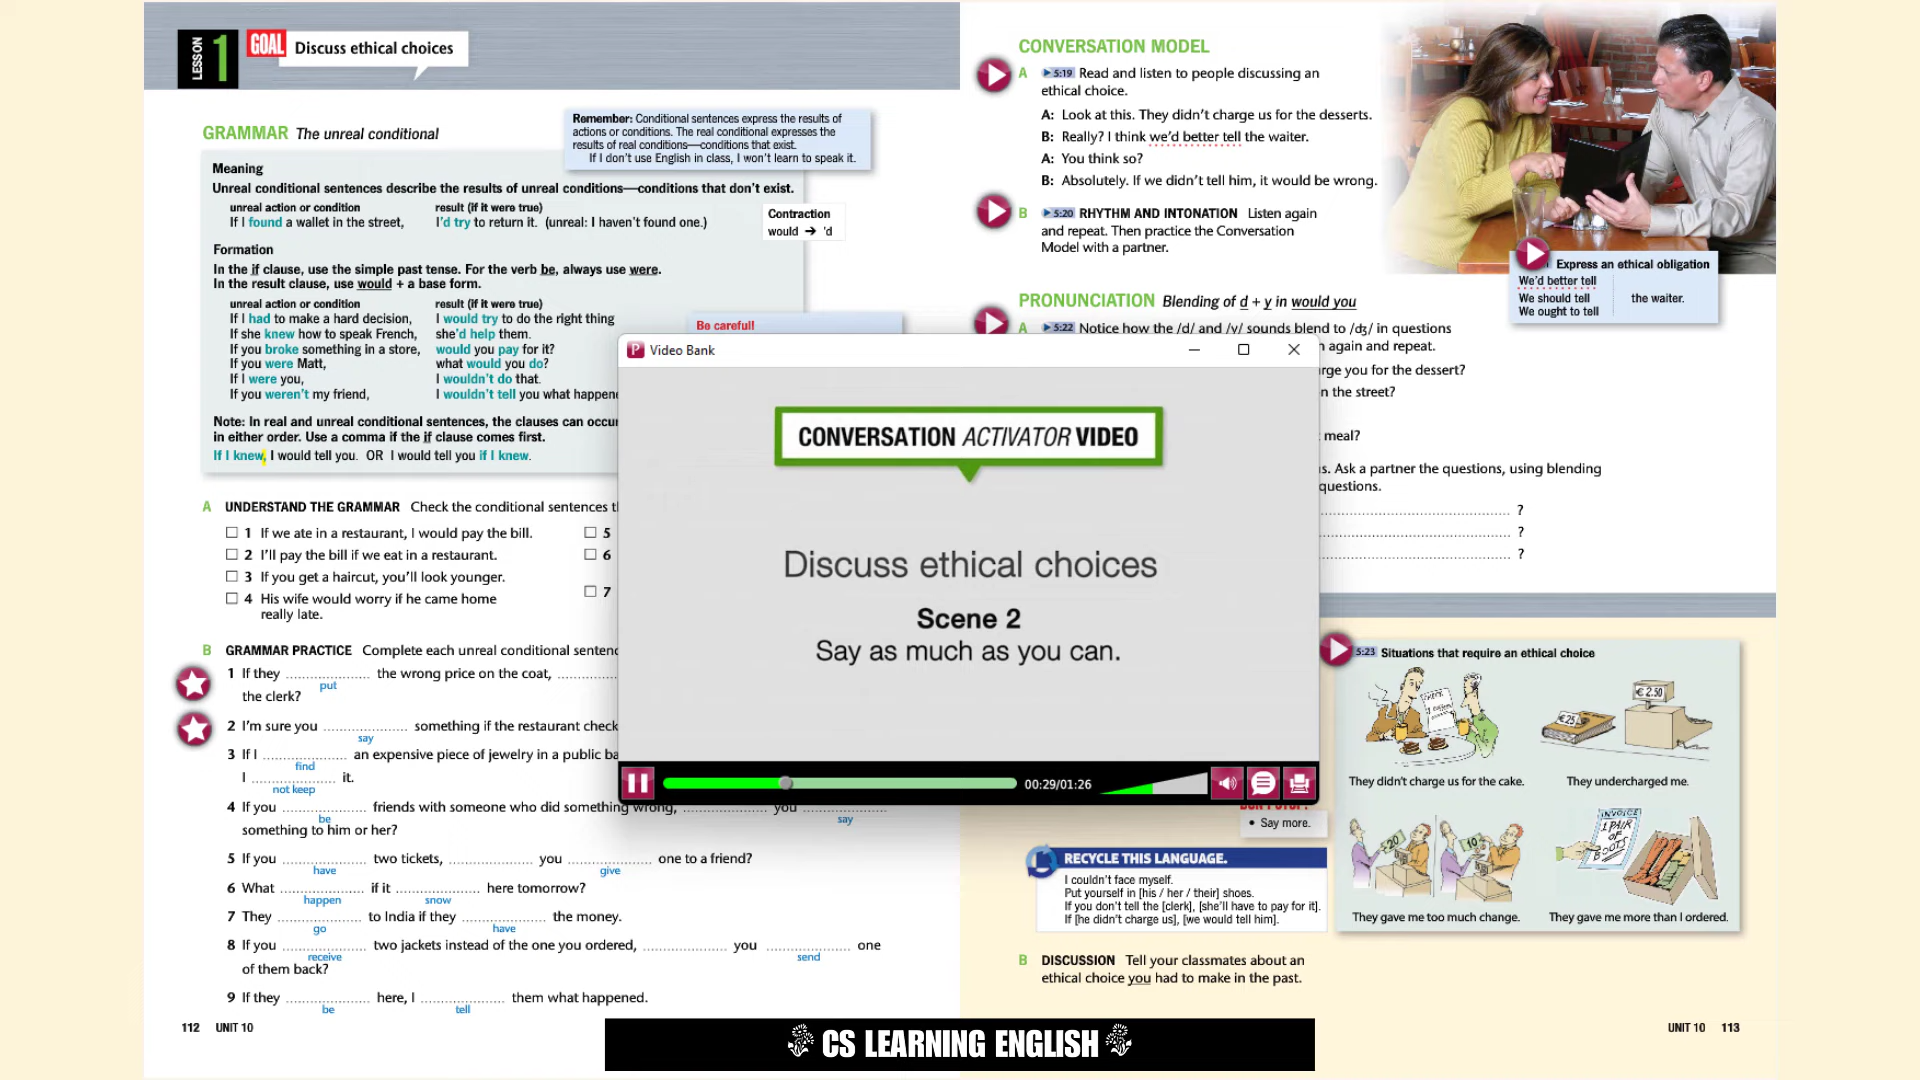 LESSON 1
GOAL Discuss ethical choices
GRAMMAR The unreal conditional
Remember: Conditional sentences express the results of
actions or conditions. The real conditional expresses the
results of real conditions—conditions that exist.
If I don't use English in class, I won't learn to speak it.
Meaning
Unreal conditional sentences describe the results of unreal conditions—conditions that don't exist.
unreal action or condition result (if it were true)
If I found a wallet in the street, I'd try to return it. (unreal: I haven't found one.)
Contraction
would → 'd
Formation
In the if clause, use the simple past tense. For the verb be, always use were.
In the result clause, use would + a base form.
unreal action or condition result (if it were true)
If I had to make a hard decision, I would try to do the right thing
If she knew how to speak French, she'd help them.
If you broke something in a store, would you pay for it?
If you were Matt, what would you do?
If I were you, I wouldn't do that.
If you weren't my friend, I wouldn't tell you what happene
Be careful!
Note: In real and unreal conditional sentences, the clauses can occu
in either order. Use a comma if the if clause comes first.
If I knew, I would tell you. OR I would tell you if I knew.
A UNDERSTAND THE GRAMMAR Check the conditional sentences t
1 If we ate in a restaurant, I would pay the bill.
2 I'll pay the bill if we eat in a restaurant.
3 If you get a haircut, you'll look younger.
4 His wife would worry if he came home
really late.
5
6
7
B GRAMMAR PRACTICE Complete each unreal conditional sentenc
1 If they .................... the wrong price on the coat, ...............
put
the clerk?
2 I'm sure you .................... something if the restaurant check
say
3 If I .................... an expensive piece of jewelry in a public ba
find
I .................... it.
not keep
4 If you .................... friends with someone who did something wrong, .................... you ....................
be say
something to him or her?
5 If you .................... two tickets, .................... you .................... one to a friend?
have give
6 What .................... if it .................... here tomorrow?
happen snow
7 They .................... to India if they .................... the money.
go have
8 If you .................... two jackets instead of the one you ordered, .................... you .................... one
receive send
of them back?
9 If they .................... here, I .................... them what happened.
be tell
112 UNIT 10
CONVERSATION MODEL
A 5:19 Read and listen to people discussing an
ethical choice.
A: Look at this. They didn't charge us for the desserts.
B: Really? I think we'd better tell the waiter.
A: You think so?
B: Absolutely. If we didn't tell him, it would be wrong.
B 5:20 RHYTHM AND INTONATION Listen again
and repeat. Then practice the Conversation
Model with a partner.
Express an ethical obligation
We'd better tell
We should tell the waiter.
We ought to tell
PRONUNCIATION Blending of d + y in would you
A 5:22 Notice how the /d/ and /y/ sounds blend to /dʒ/ in questions
n again and repeat.
rge you for the dessert?
n the street?
meal?
s. Ask a partner the questions, using blending
questions.
.................... ?
.................... ?
.................... ?
Video Bank
CONVERSATION ACTIVATOR VIDEO
Discuss ethical choices
Scene 2
Say as much as you can.
00:29/01:26
• Say more.
RECYCLE THIS LANGUAGE.
I couldn't face myself.
Put yourself in [his / her / their] shoes.
If you don't tell the [clerk], [she'll have to pay for it].
If [he didn't charge us], [we would tell him].
5:23 Situations that require an ethical choice
€25
€2.50
They didn't charge us for the cake.
They undercharged me.
20
10
INVOICE
1 PAIR
OF
BOOTS
They gave me too much change.
They gave me more than I ordered.
B DISCUSSION Tell your classmates about an
ethical choice you had to make in the past.
UNIT 10 113
CS LEARNING ENGLISH